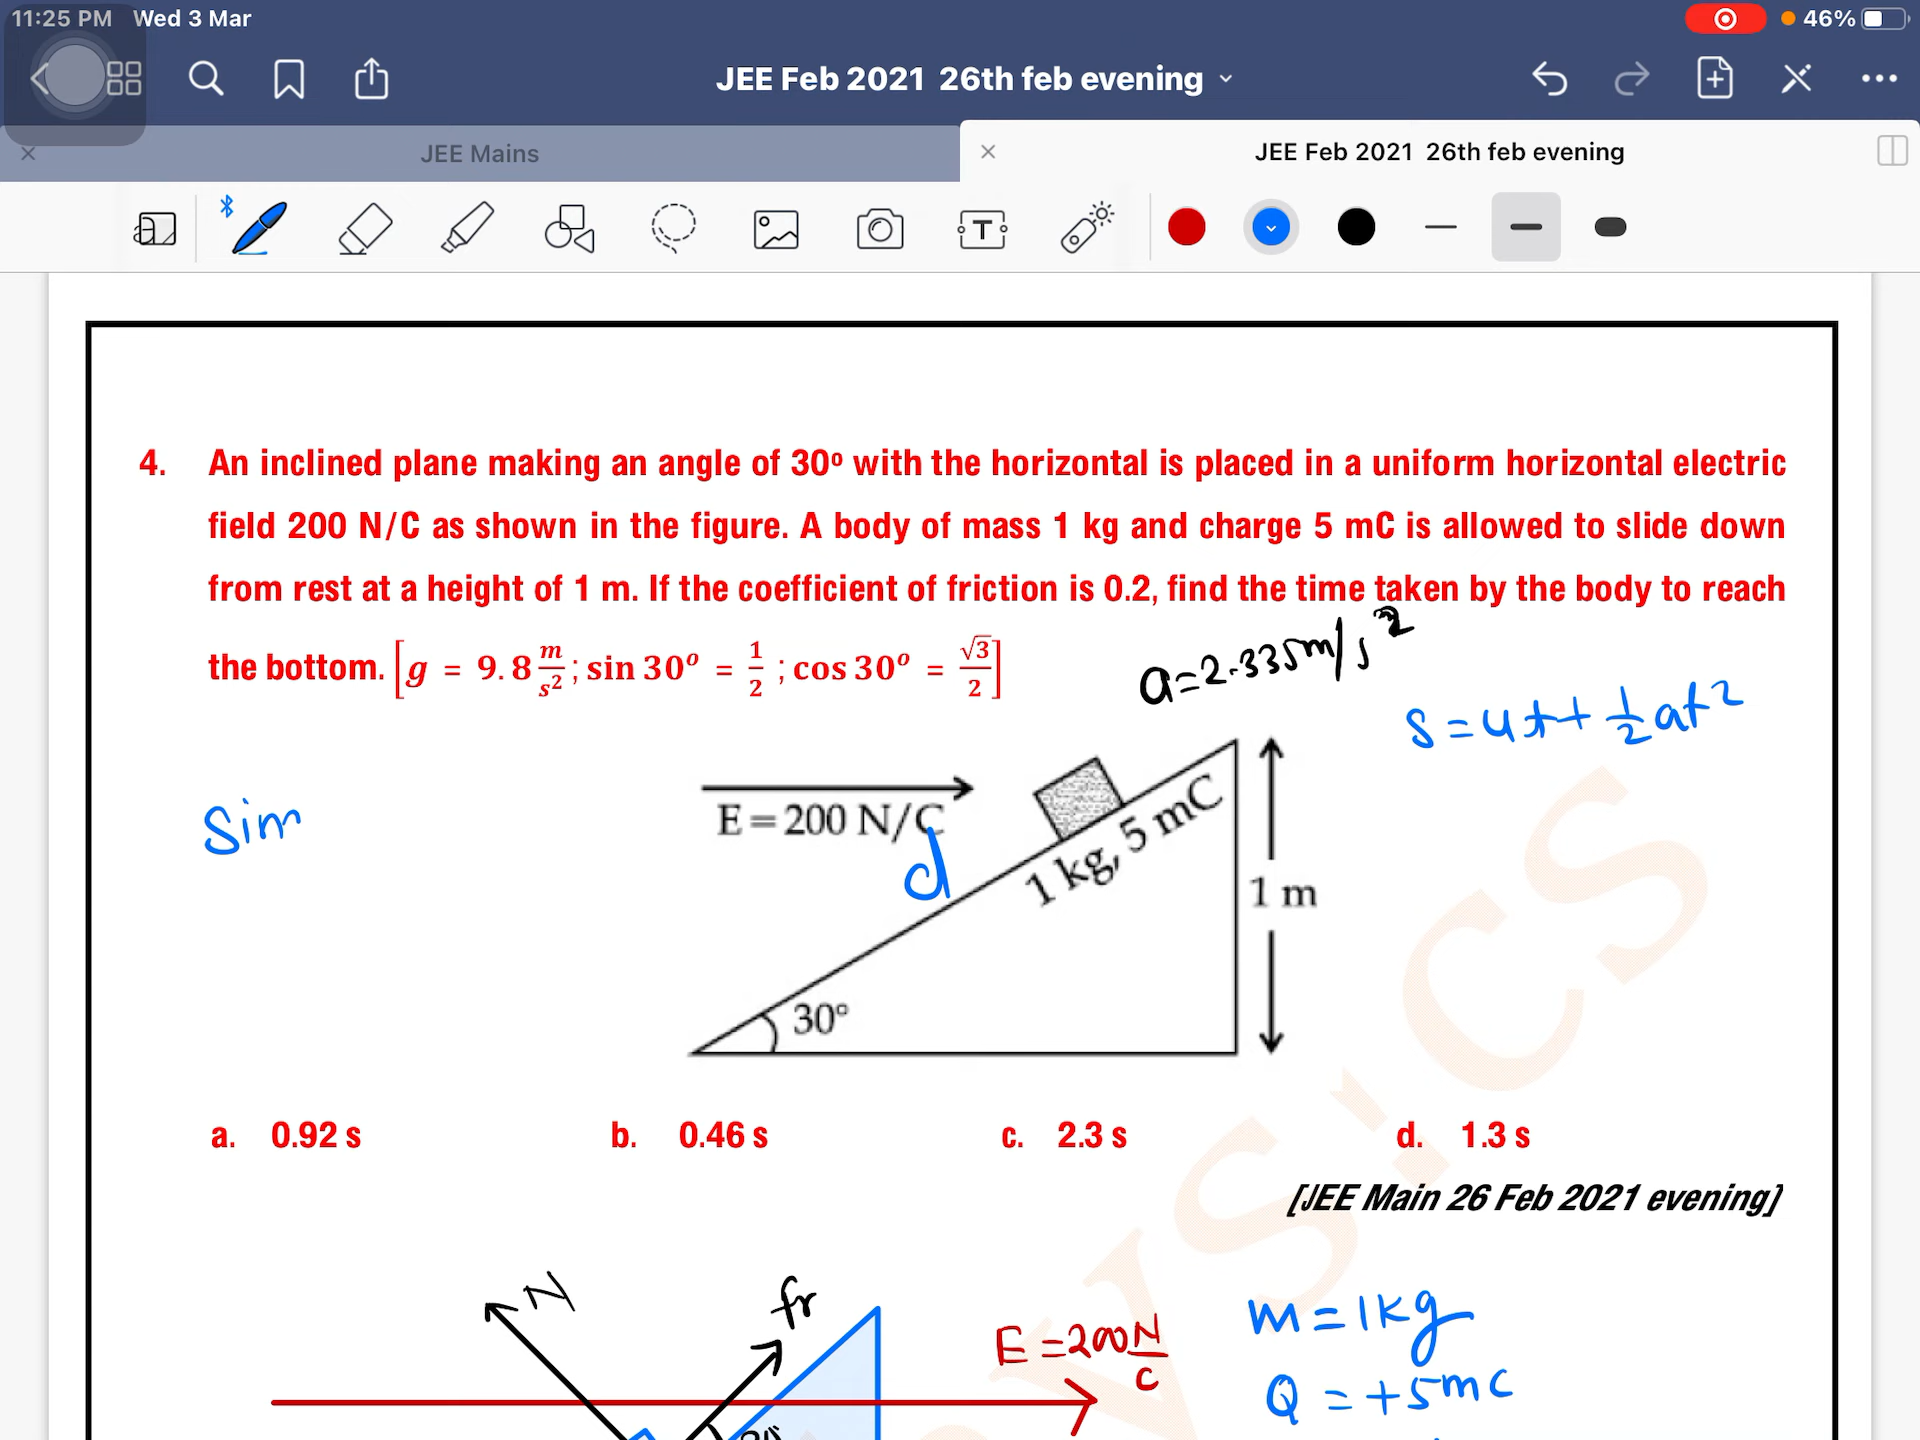 11:25 PM Wed 3 Mar
46%
JEE Feb 2021 26th feb evening
JEE Mains
JEE Feb 2021 26th feb evening
4. An inclined plane making an angle of 30º with the horizontal is placed in a uniform horizontal electric
field 200 N/C as shown in the figure. A body of mass 1 kg and charge 5 mC is allowed to slide down
from rest at a height of 1 m. If the coefficient of friction is 0.2, find the time taken by the body to reach
the bottom. [g = 9.8 m/s²; sin 30º = 1/2 ; cos 30º = √3/2]
a=2.335m/s²
s=ut+½at²
Sin
E = 200 N/C
d
1 kg, 5 mC
1 m
30°
a. 0.92 s b. 0.46 s c. 2.3 s d. 1.3 s
[JEE Main 26 Feb 2021 evening]
N
fr
E =200N/C
m=1kg
Q = +5mC